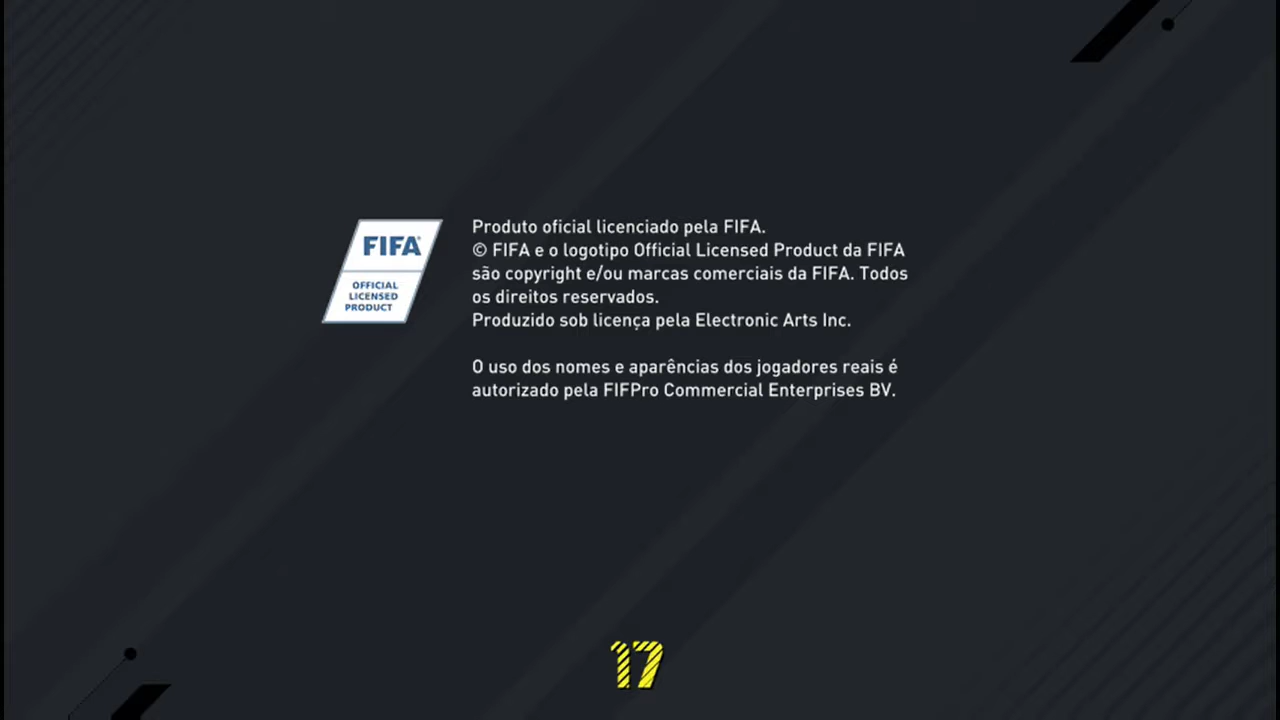 FIFA
OFFICIAL
LICENSED
PRODUCT
Produto oficial licenciado pela FIFA.
© FIFA e o logotipo Official Licensed Product da FIFA
são copyright e/ou marcas comerciais da FIFA. Todos
os direitos reservados.
Produzido sob licença pela Electronic Arts Inc.
O uso dos nomes e aparências dos jogadores reais é
autorizado pela FIFPro Commercial Enterprises BV.
17